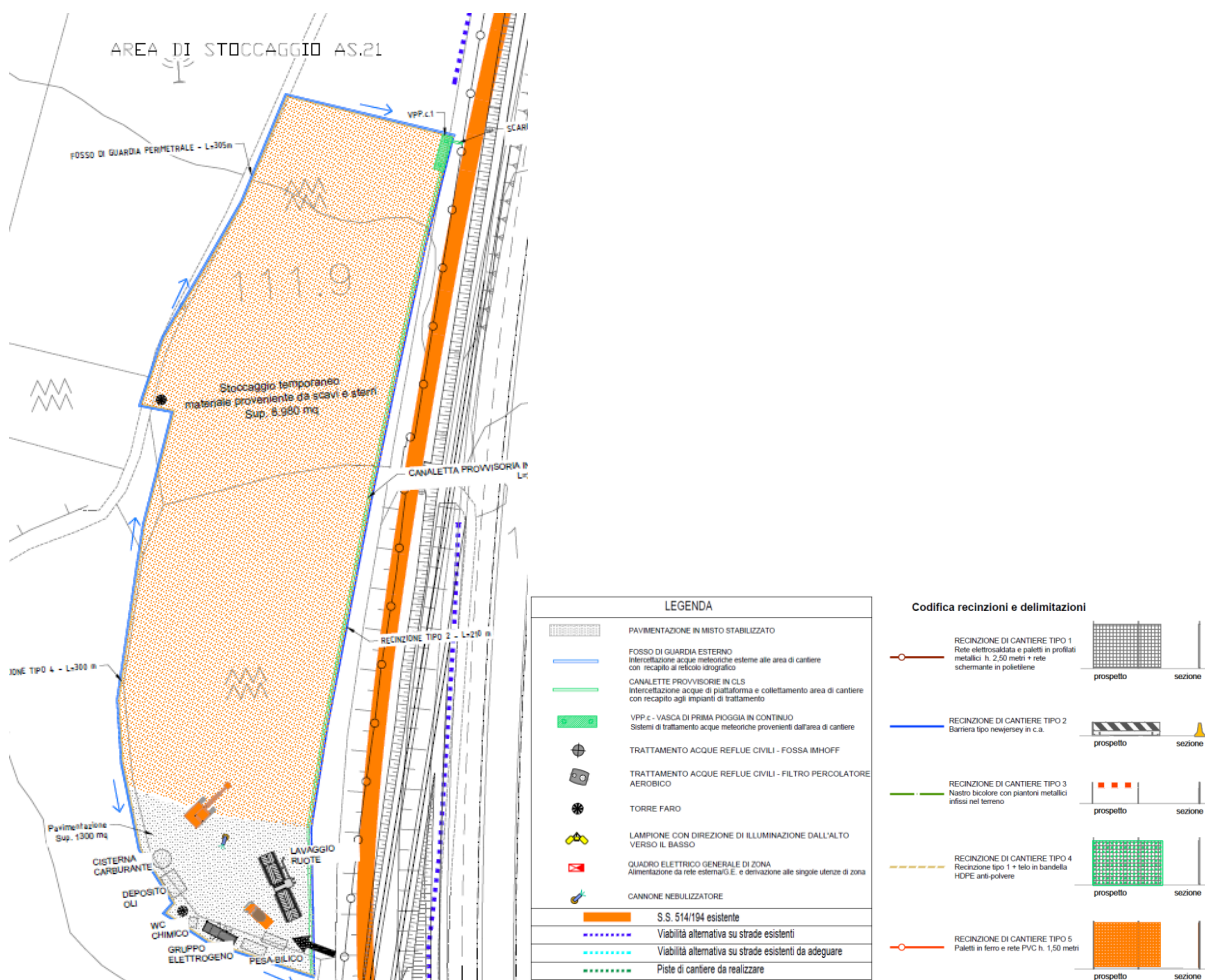 AREA DI STOCCAGGIO AS.21
VPP.c.1
FOSSO DI GUARDIA PERIMETRALE - L=305m
111.9
Stoccaggio temporaneo
materiale proveniente da scavi e sterri
Sup. 8.980 mq
CANALETTA PROVVISORIA
RECINZIONE TIPO 2 - L=210 m
TIPO 4 - L=300 m
Pavimentazione
Sup. 1300 mq
CISTERNA
CARBURANTE
LAVAGGIO
RUOTE
DEPOSITO
OLI
WC
CHIMICO
GRUPPO
ELETTROGENO
PESA-BILICO
LEGENDA
PAVIMENTAZIONE IN MISTO STABILIZZATO
FOSSO DI GUARDIA ESTERNO
Intercettazione acque meteoriche esterne alle area di cantiere
con recapito al reticolo idrografico
CANALETTE PROVVISORIE IN CLS
Intercettazione acque di piattaforma e collettamento area di cantiere
con recapito agli impianti di trattamento
VPP.c - VASCA DI PRIMA PIOGGIA IN CONTINUO
Sistemi di trattamento acque meteoriche provenienti dall'area di cantiere
TRATTAMENTO ACQUE REFLUE CIVILI - FOSSA IMHOFF
TRATTAMENTO ACQUE REFLUE CIVILI - FILTRO PERCOLATORE
AEROBICO
TORRE FARO
LAMPIONE CON DIREZIONE DI ILLUMINAZIONE DALL'ALTO
VERSO IL BASSO
QUADRO ELETTRICO GENERALE DI ZONA
Alimentazione da rete esterna/G.E. e derivazione alle singole utenze di zona
CANNONE NEBULIZZATORE
S.S. 514/194 esistente
Viabilità alternativa su strade esistenti
Viabilità alternativa su strade esistenti da adeguare
Piste di cantiere da realizzare
Codifica recinzioni e delimitazioni
RECINZIONE DI CANTIERE TIPO 1
Rete elettrosaldata e paletti in profilati
metallici h. 2,50 metri + rete
schermante in polietilene
prospetto sezione
RECINZIONE DI CANTIERE TIPO 2
Barriera tipo newjersey in c.a.
prospetto sezione
RECINZIONE DI CANTIERE TIPO 3
Nastro bicolore con piantoni metallici
infissi nel terreno
prospetto sezione
RECINZIONE DI CANTIERE TIPO 4
Recinzione tipo 1 + telo in bandella
HDPE anti-polvere
prospetto sezione
RECINZIONE DI CANTIERE TIPO 5
Paletti in ferro e rete PVC h. 1,50 metri
prospetto sezione